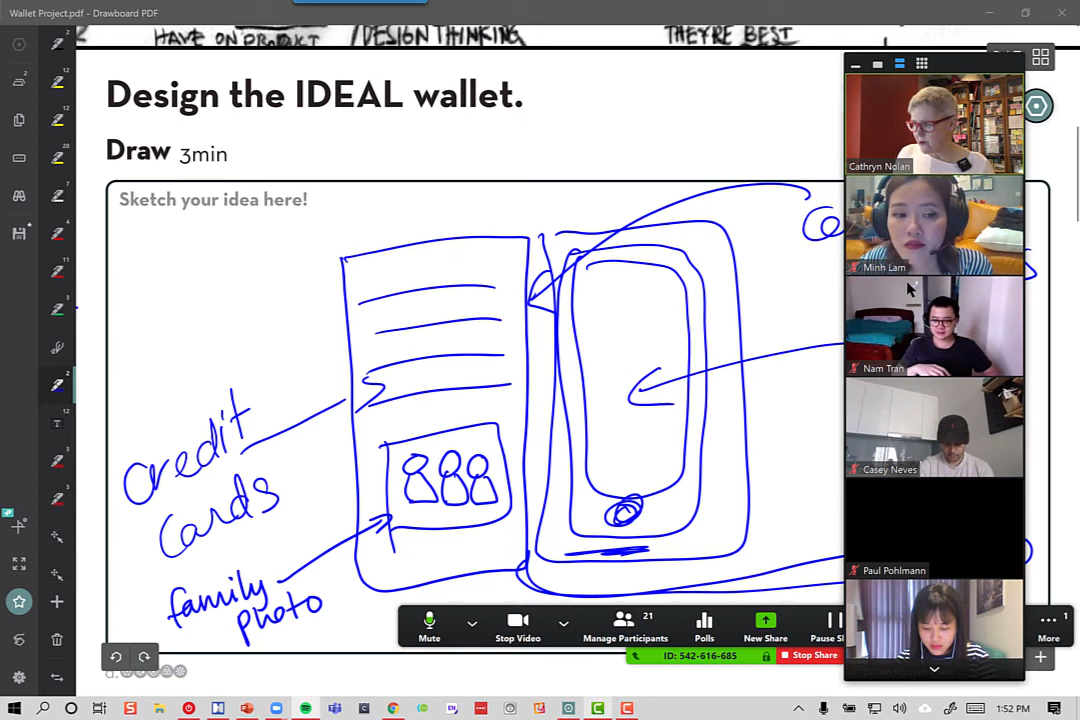 Wallet Project.pdf - Drawboard PDF
HAVE ON PRODUCT
/DESIGN THINKING
THEY'RE BEST
Design the IDEAL wallet.
Draw 3min
Sketch your idea here!
credit
cards
family
photo
Cathryn Nolan
Minh Lam
Nam Tran
Casey Neves
Paul Pohlmann
Mute
Stop Video
21
Manage Participants
Polls
New Share
Pause S
1
More
ID: 542-616-685
Stop Share
1:52 PM